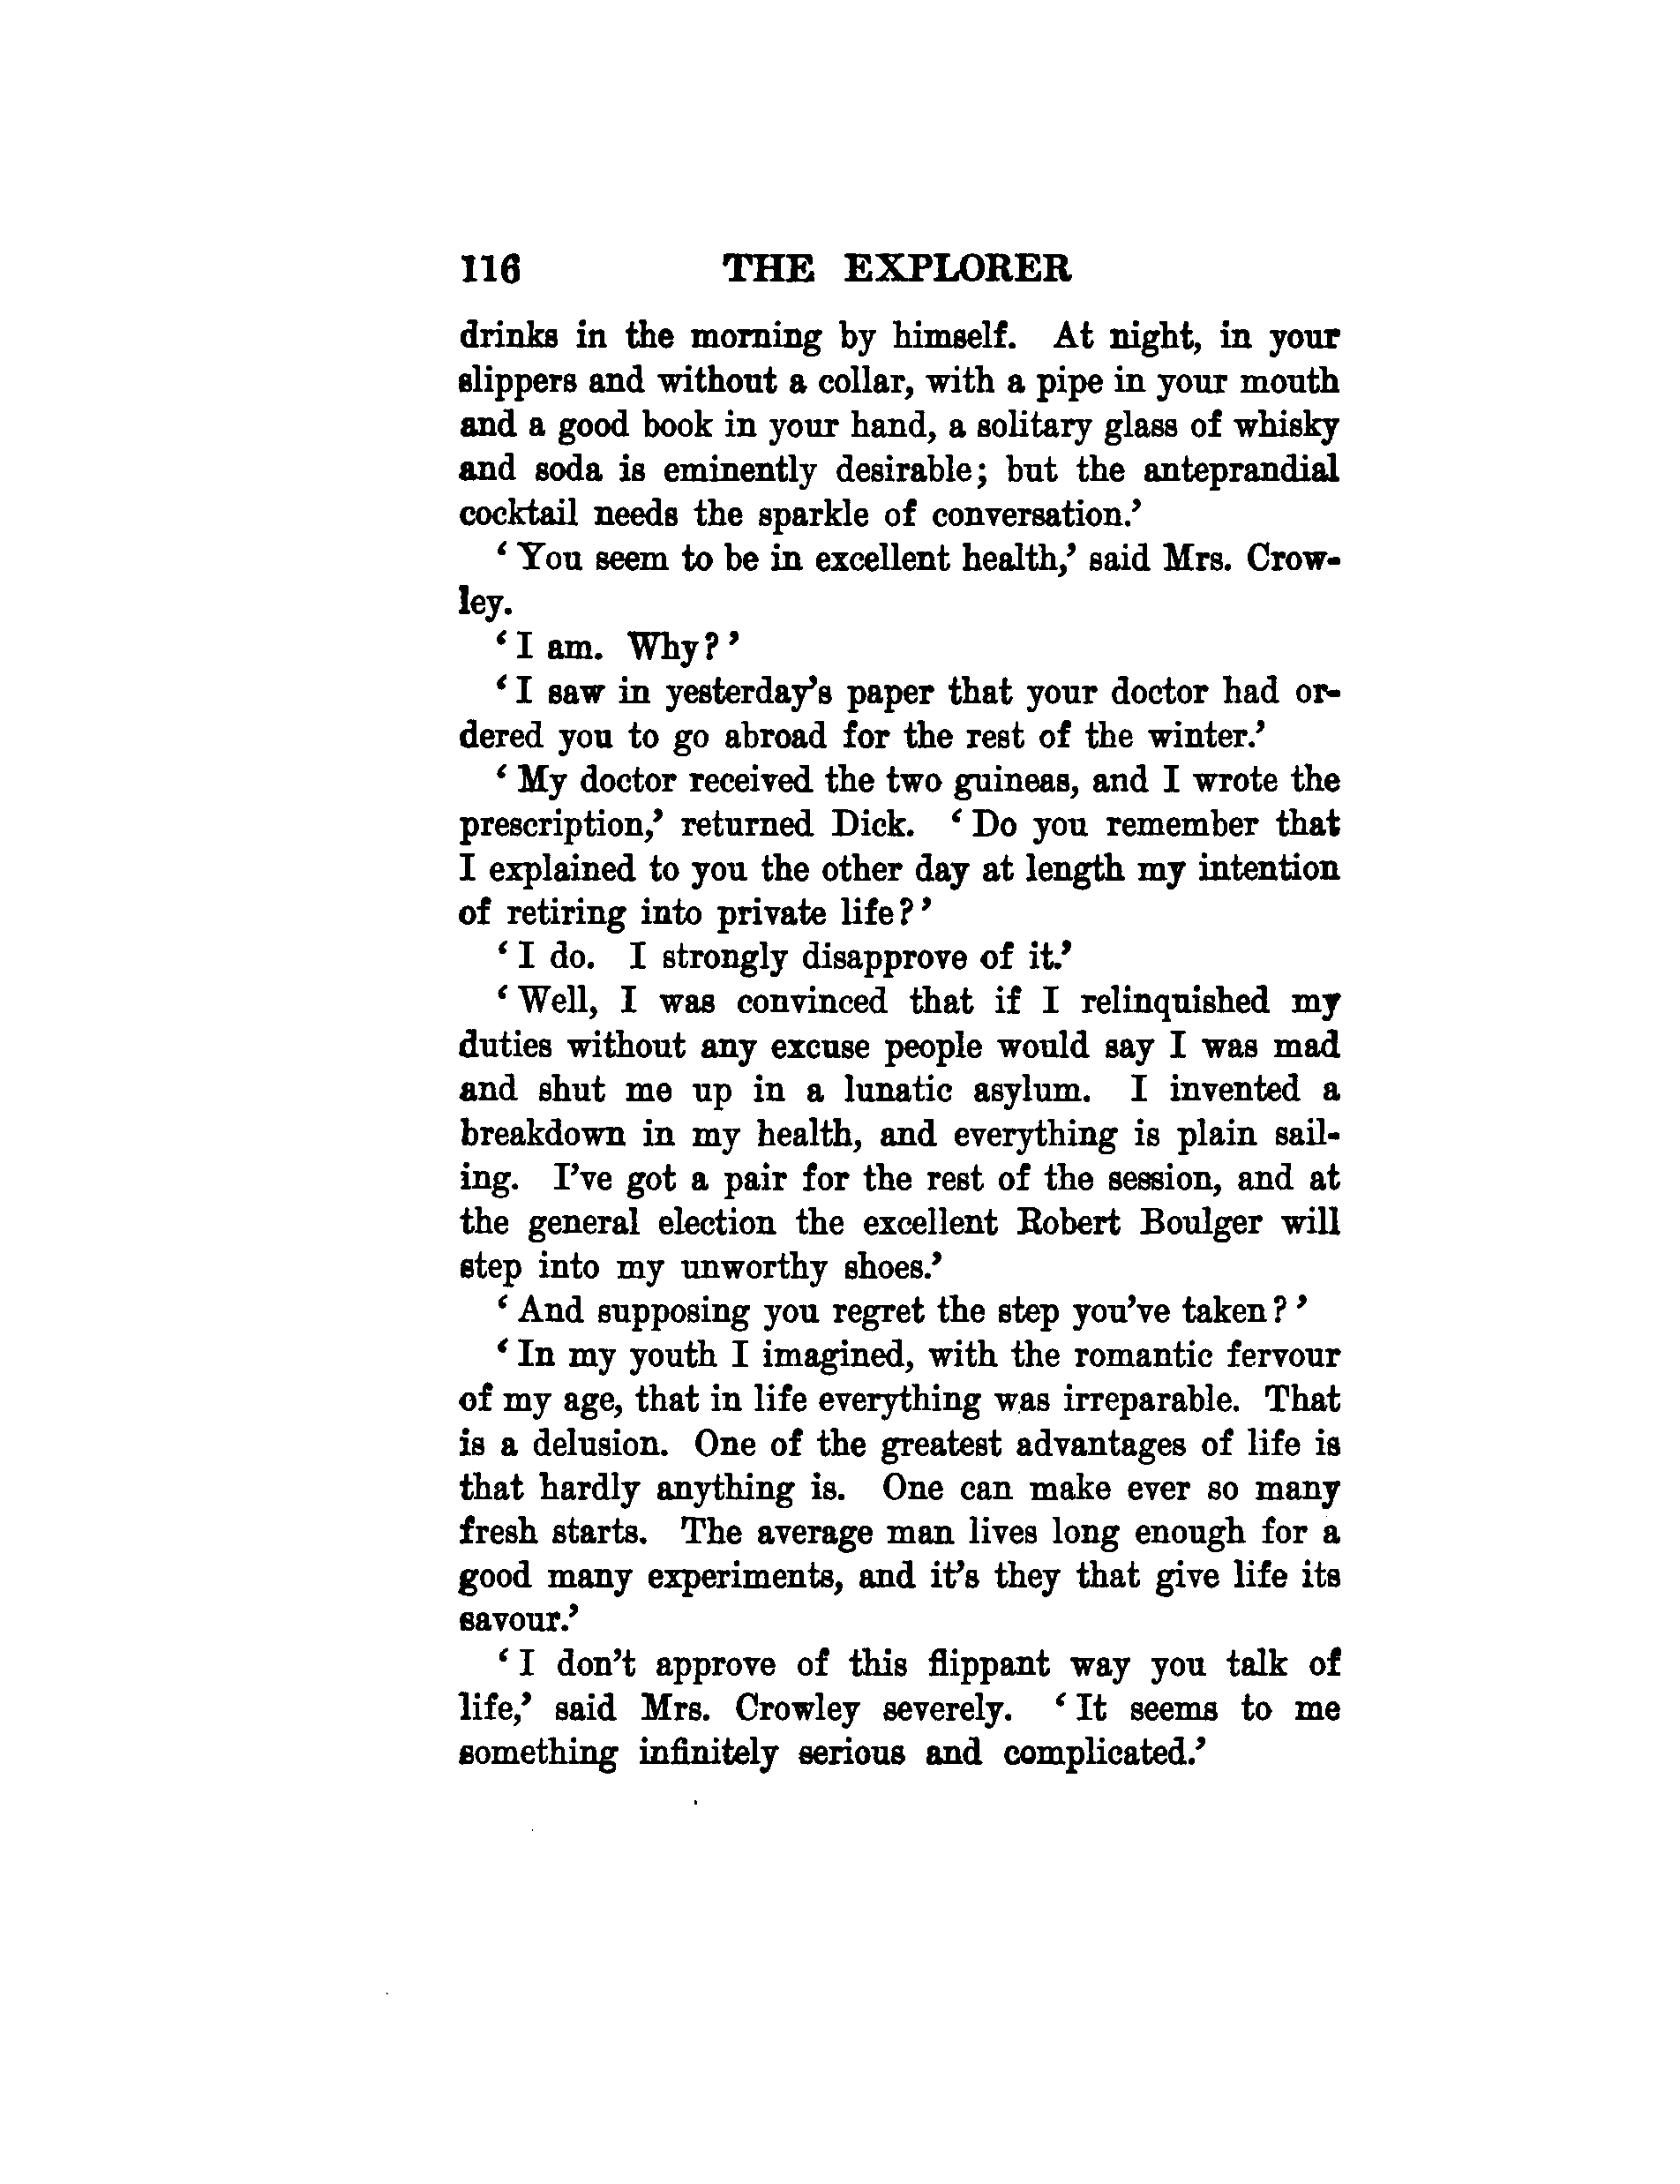 116 THE EXPLORER
drinks in the morning by himself. At night, in your
slippers and without a collar, with a pipe in your mouth
and a good book in your hand, a solitary glass of whisky
and soda is eminently desirable; but the anteprandial
cocktail needs the sparkle of conversation.’
‘You seem to be in excellent health,’ said Mrs. Crow-
ley.
‘I am. Why?’
‘I saw in yesterday’s paper that your doctor had or-
dered you to go abroad for the rest of the winter.’
‘My doctor received the two guineas, and I wrote the
prescription,’ returned Dick. ‘Do you remember that
I explained to you the other day at length my intention
of retiring into private life?’
‘I do. I strongly disapprove of it.’
‘Well, I was convinced that if I relinquished my
duties without any excuse people would say I was mad
and shut me up in a lunatic asylum. I invented a
breakdown in my health, and everything is plain sail-
ing. I’ve got a pair for the rest of the session, and at
the general election the excellent Robert Boulger will
step into my unworthy shoes.’
‘And supposing you regret the step you’ve taken?’
‘In my youth I imagined, with the romantic fervour
of my age, that in life everything was irreparable. That
is a delusion. One of the greatest advantages of life is
that hardly anything is. One can make ever so many
fresh starts. The average man lives long enough for a
good many experiments, and it’s they that give life its
savour.’
‘I don’t approve of this flippant way you talk of
life,’ said Mrs. Crowley severely. ‘It seems to me
something infinitely serious and complicated.’